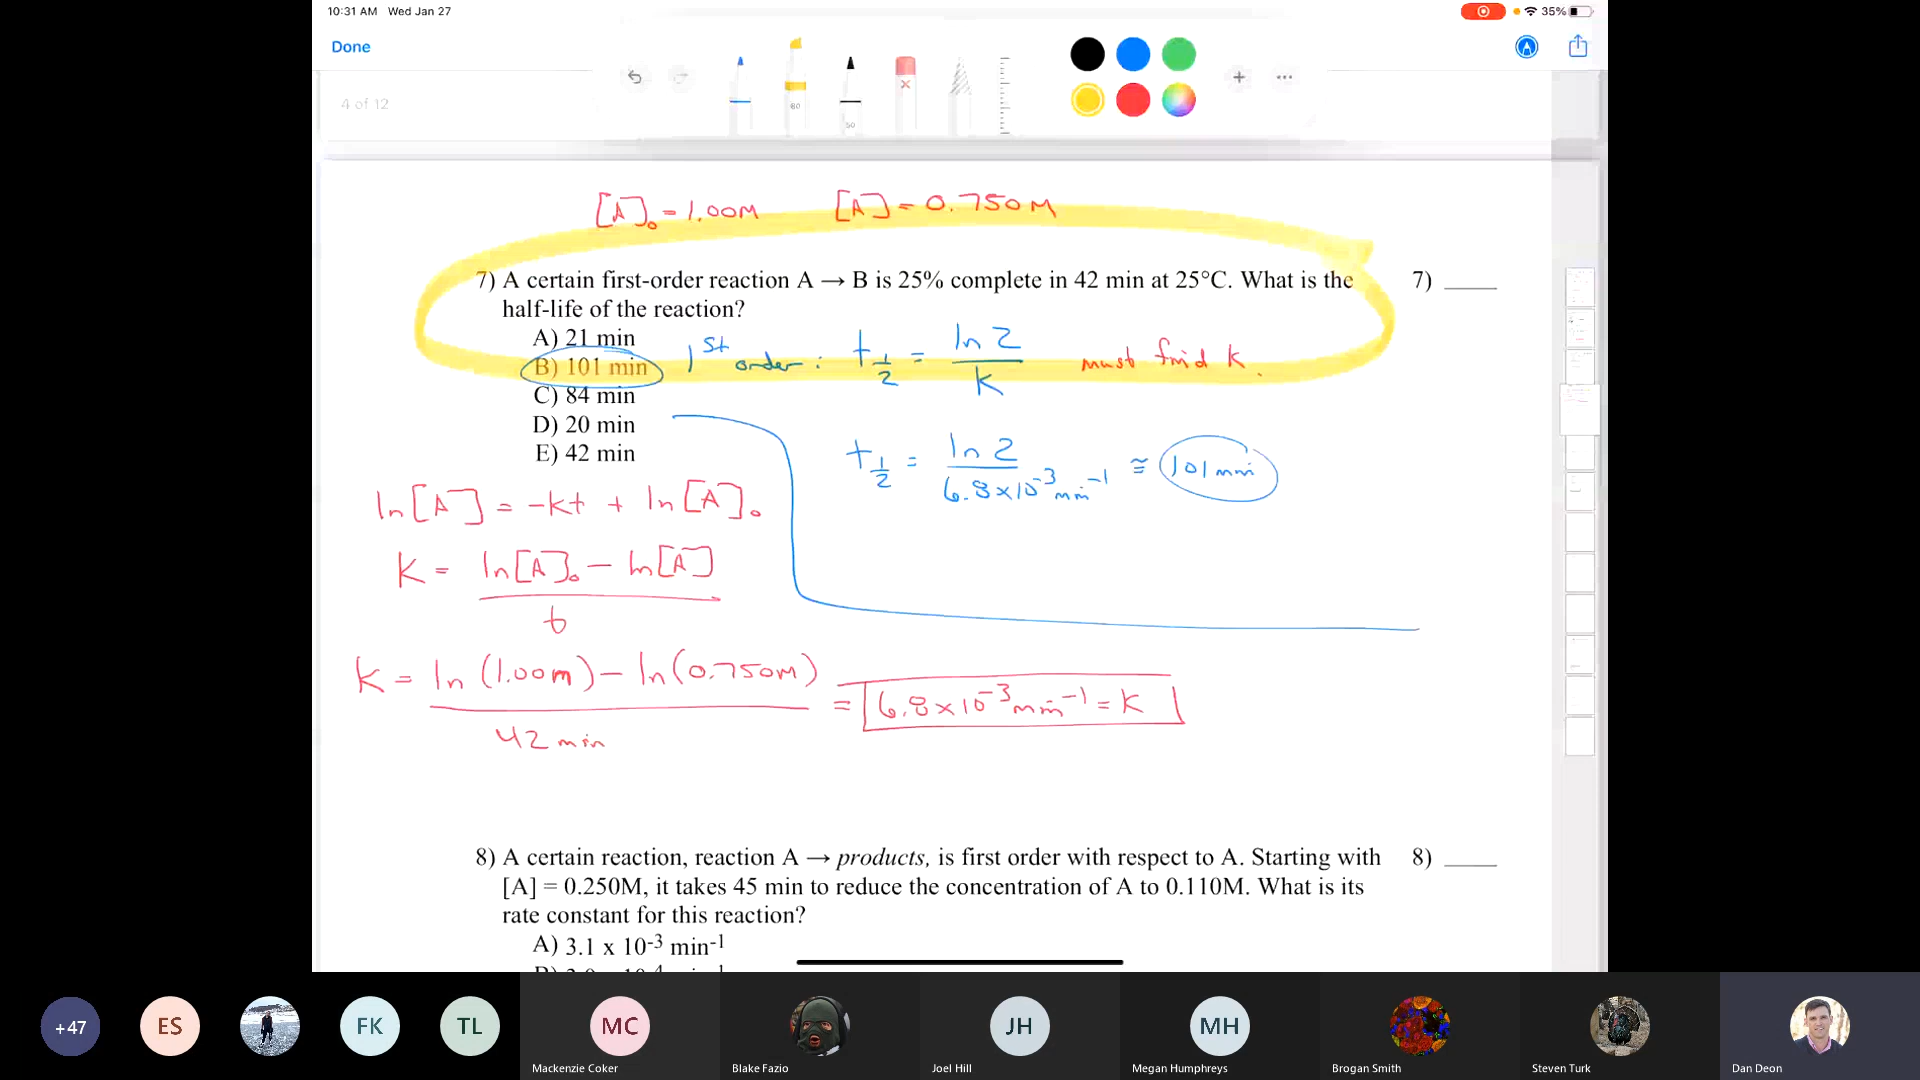 10:31 AM Wed Jan 27
35%
Done
4 of 12
80
50
[A]₀ = 1.00M [A] = 0.750M
7) A certain first-order reaction A → B is 25% complete in 42 min at 25°C. What is the 7) ____
half-life of the reaction?
A) 21 min
B) 101 min
C) 84 min
D) 20 min
E) 42 min
1st order: t1/2 = ln 2 / K must find k.
t1/2 = ln 2 / 6.8 x 10⁻³ min⁻¹ ≅ 101 min
ln[A] = -kt + ln[A]₀
K = ln[A]₀ - ln[A] / t
K = ln (1.00M) - ln(0.750M) / 42 min = 6.8 x 10⁻³ min⁻¹ = K
8) A certain reaction, reaction A → products, is first order with respect to A. Starting with 8) ____
[A] = 0.250M, it takes 45 min to reduce the concentration of A to 0.110M. What is its
rate constant for this reaction?
A) 3.1 x 10⁻³ min⁻¹
+47
ES
FK
TL
MC
JH
MH
Mackenzie Coker
Blake Fazio
Joel Hill
Megan Humphreys
Brogan Smith
Steven Turk
Dan Deon